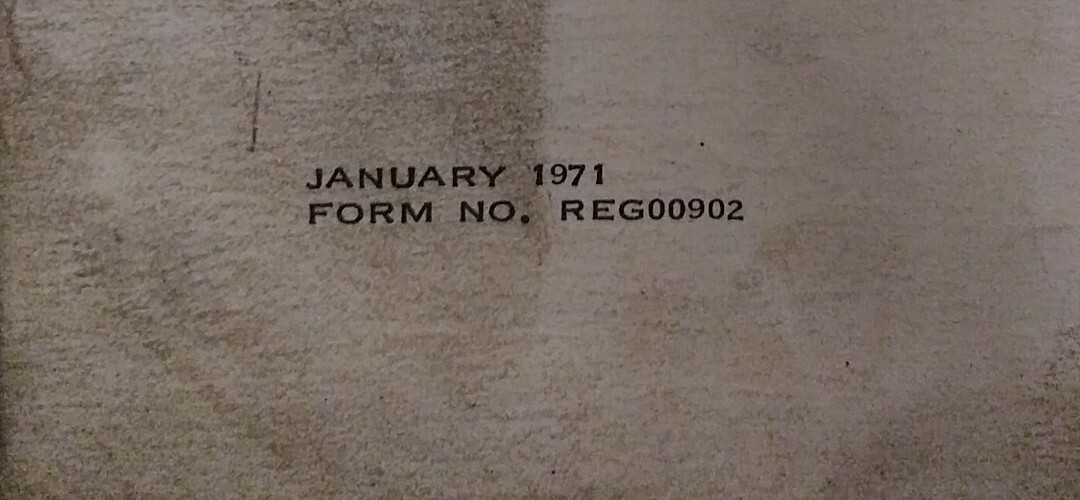 JANUARY 1971
FORM NO. REG00902